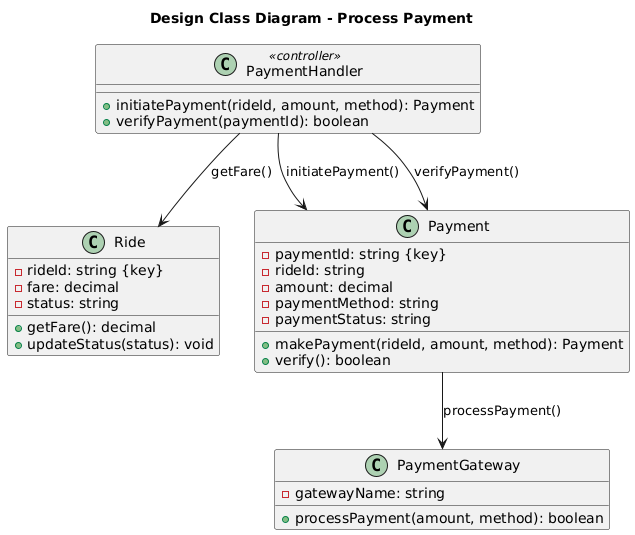 Design Class Diagram - Process Payment
«controller»
C PaymentHandler
initiatePayment(rideId, amount, method): Payment
verifyPayment(paymentId): boolean
getFare()
initiatePayment()
verifyPayment()
C Ride
rideId: string {key}
fare: decimal
status: string
getFare(): decimal
updateStatus(status): void
C Payment
paymentId: string {key}
rideId: string
amount: decimal
paymentMethod: string
paymentStatus: string
makePayment(rideId, amount, method): Payment
verify(): boolean
processPayment()
C PaymentGateway
gatewayName: string
processPayment(amount, method): boolean